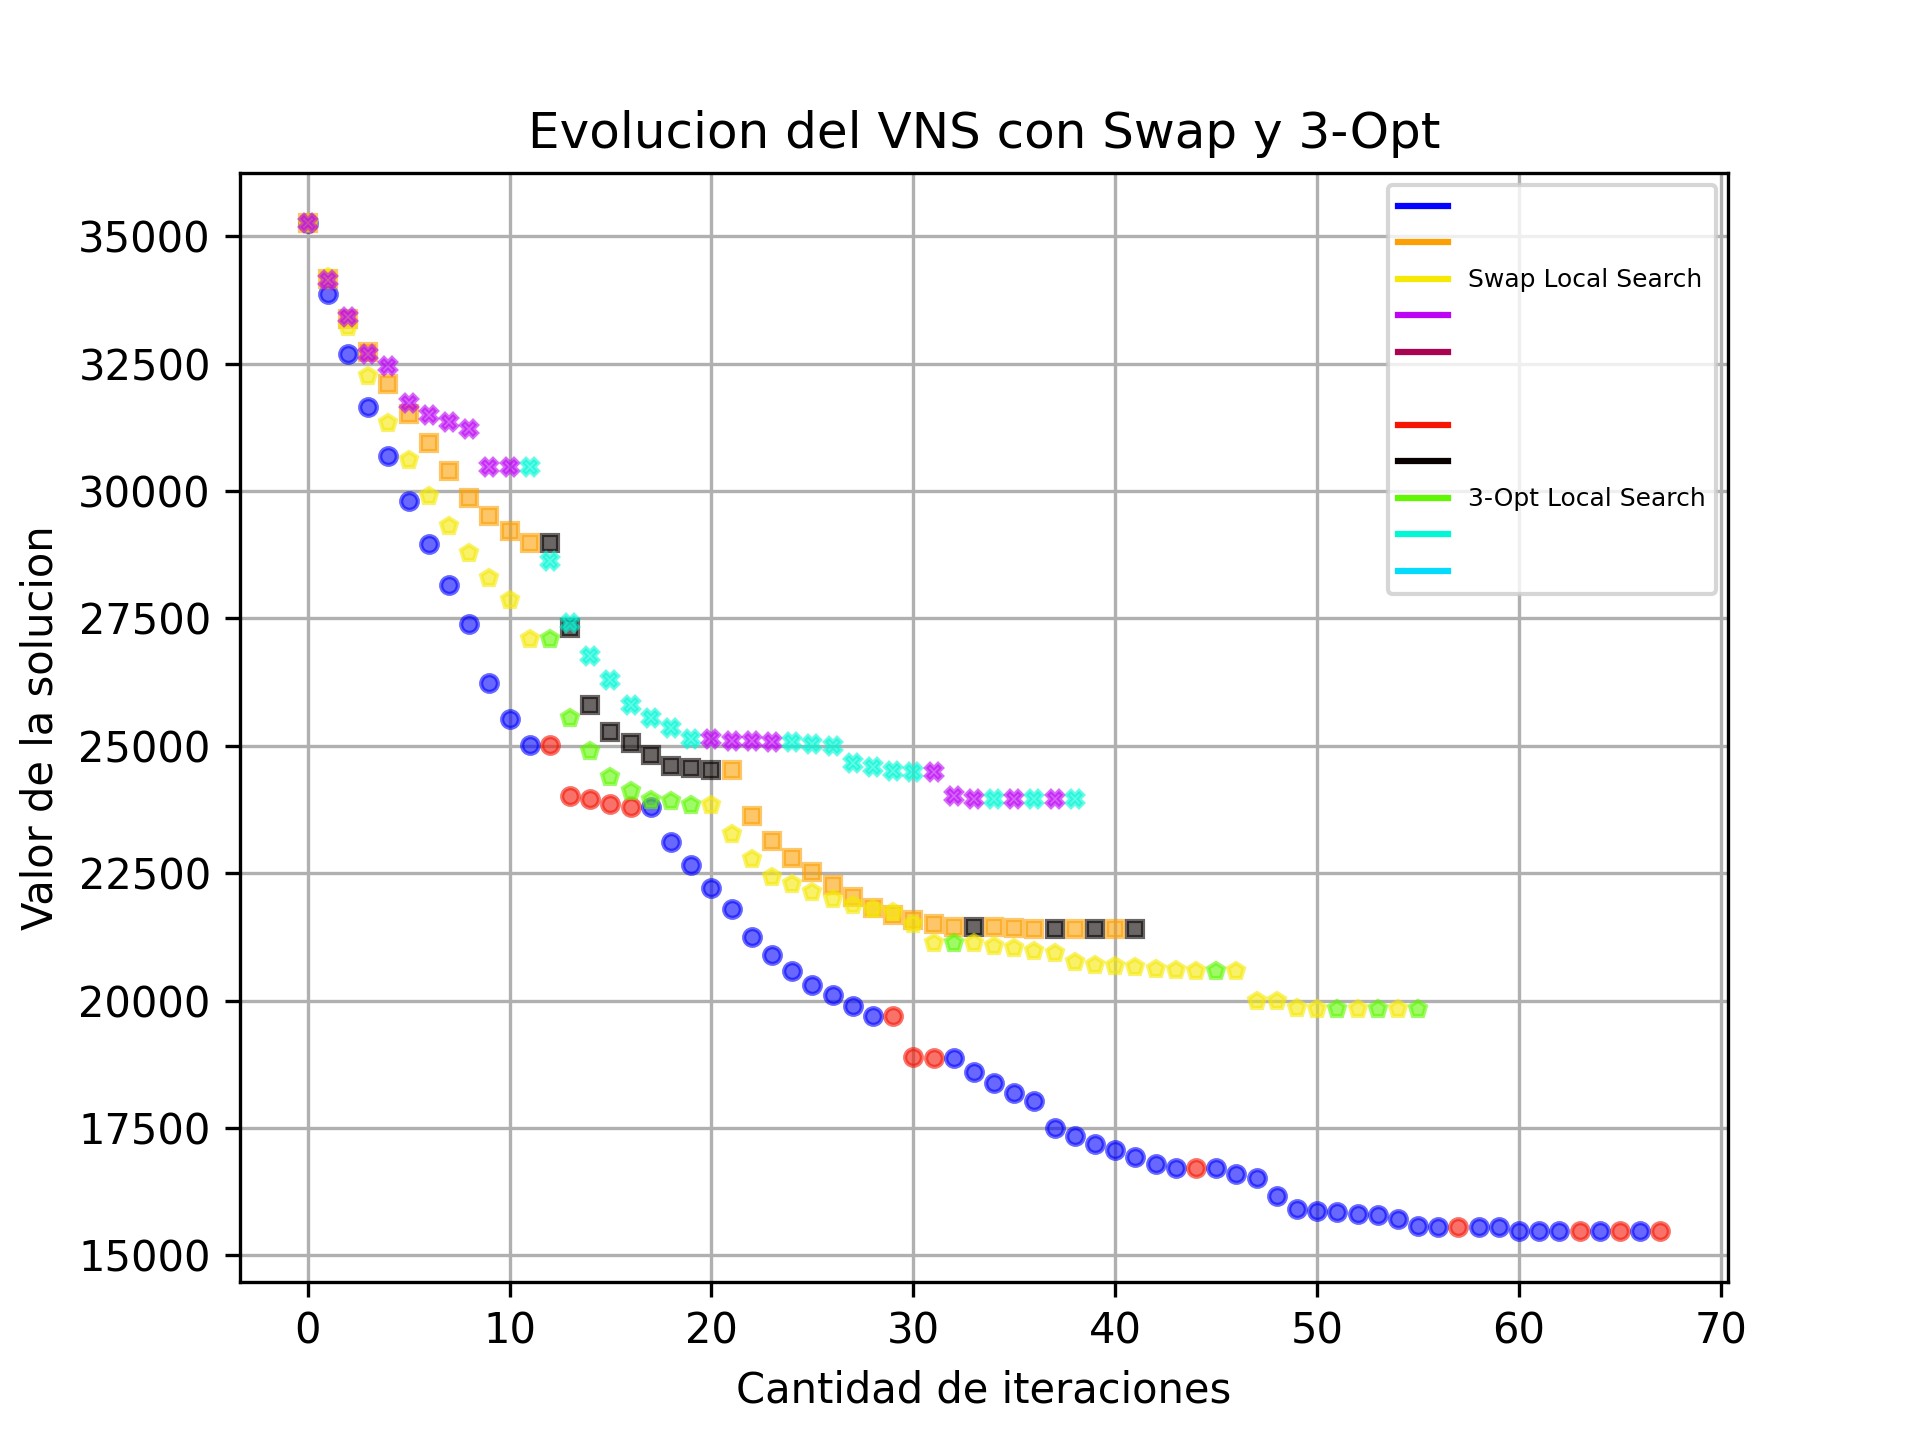 Evolucion del VNS con Swap y 3-Opt
35000
32500
30000
27500
25000
22500
20000
17500
15000
Valor de la solucion
Swap Local Search
3-Opt Local Search
0 10 20 30 40 50 60 70
Cantidad de iteraciones